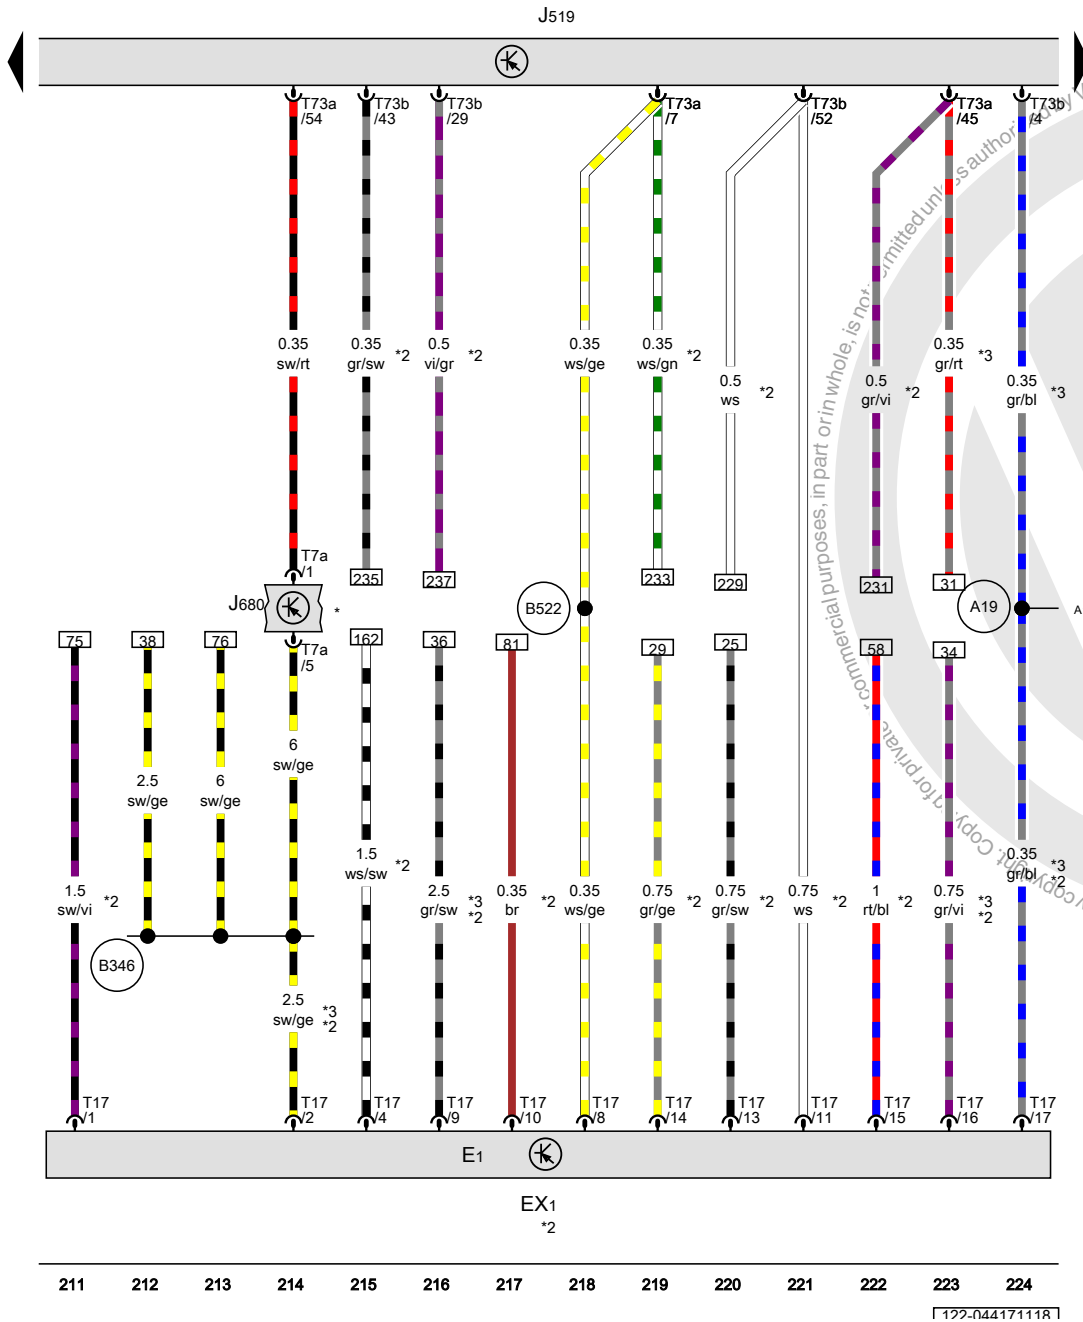 J519
T73a
/54
T73b
/43
T73b
/29
T73a
/7
T73b
/52
T73a
/45
T73b
/4
0.35
sw/rt
0.35
gr/sw *2
0.5
vi/gr *2
0.35
ws/ge
0.35
ws/gn *2
0.5
ws *2
0.5
gr/vi *2
0.35
gr/rt *3
0.35
gr/bl *3
T7a
/1
235
237
233
229
231
31
J680
*
B522
A19
A
75
38
76
T7a
/5
162
36
81
29
25
58
34
6
sw/ge
2.5
sw/ge
6
sw/ge
1.5
ws/sw *2
0.35
gr/bl *3
*2
1.5
sw/vi *2
2.5
gr/sw *3
*2
0.35
br *2
0.35
ws/ge *2
0.75
gr/ge *2
0.75
gr/sw *2
0.75
ws *2
1
rt/bl *2
0.75
gr/vi *3
*2
B346
2.5
sw/ge *3
*2
T17
/1
T17
/2
T17
/4
T17
/9
T17
/10
T17
/8
T17
/14
T17
/13
T17
/11
T17
/15
T17
/16
T17
/17
E1
EX1
*2
211 212 213 214 215 216 217 218 219 220 221 222 223 224
122-044171118
commercial purposes, in part or in whole, is not